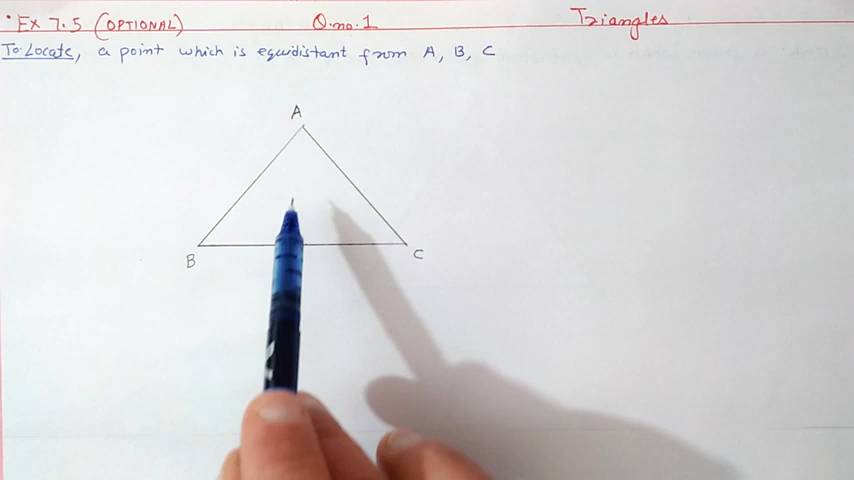 • EX 7.5 (OPTIONAL) Q.no.1 Triangles
To Locate, a point which is equidistant from A, B, C
A
B
C